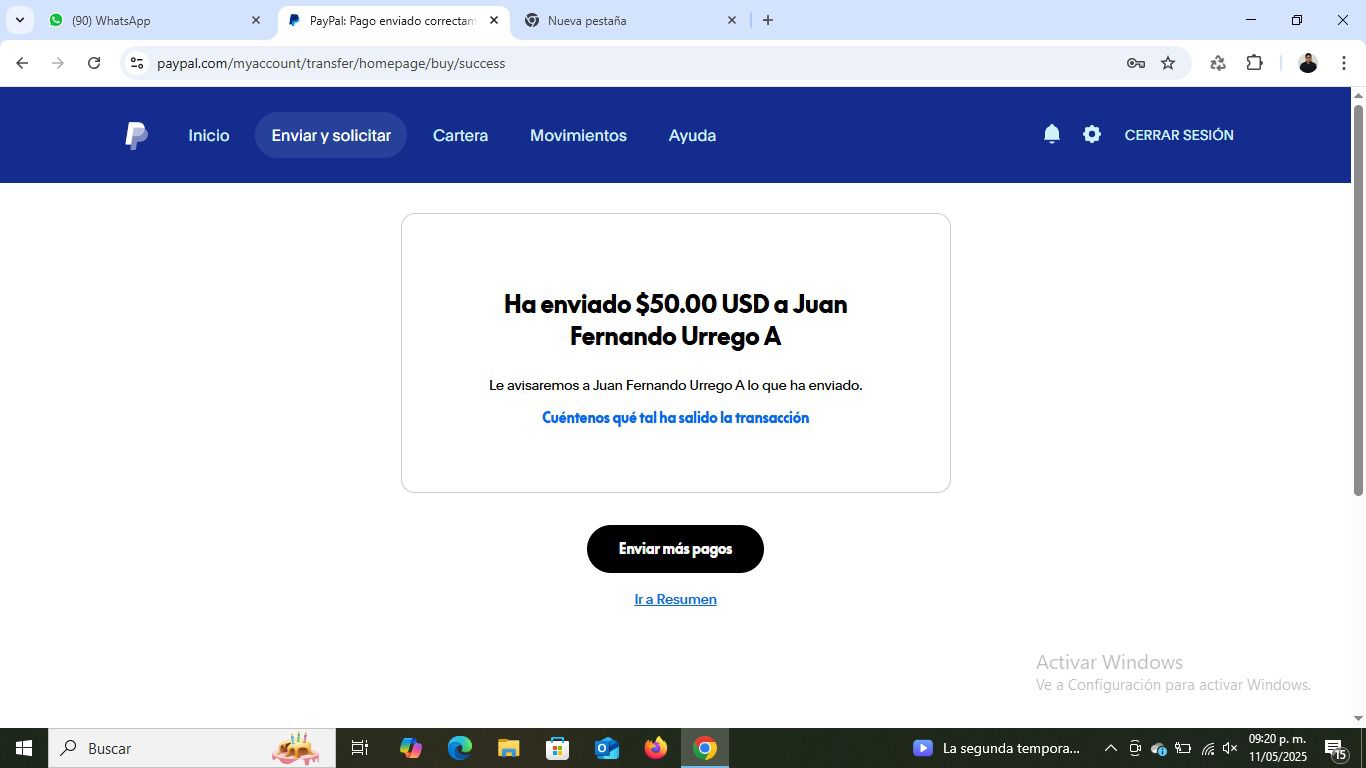 (90) WhatsApp
PayPal: Pago enviado correctam
Nueva pestaña
paypal.com/myaccount/transfer/homepage/buy/success
Inicio
Enviar y solicitar
Cartera
Movimientos
Ayuda
CERRAR SESIÓN
Ha enviado $50.00 USD a Juan
Fernando Urrego A
Le avisaremos a Juan Fernando Urrego A lo que ha enviado.
Cuéntenos qué tal ha salido la transacción
Enviar más pagos
Ir a Resumen
Activar Windows
Ve a Configuración para activar Windows.
Buscar
La segunda tempora...
09:20 p. m.
11/05/2025
15